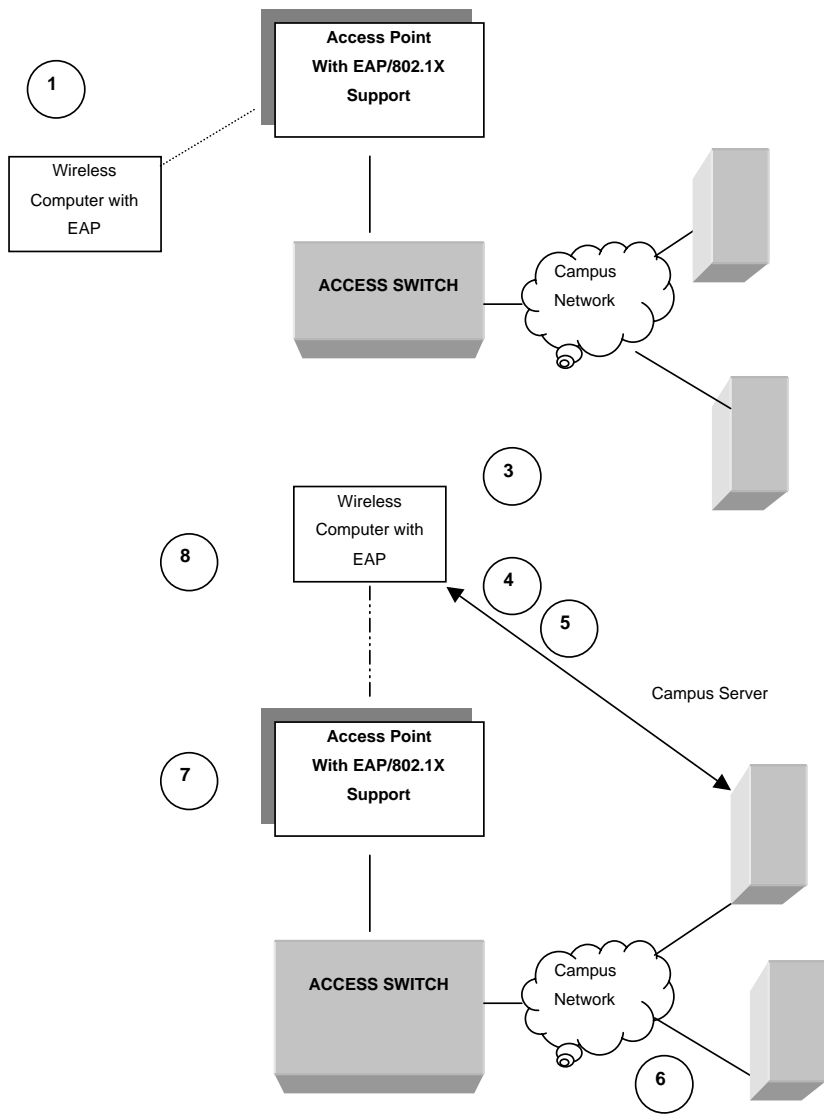 Access Point
With EAP/802.1X
Support
1
Wireless
Computer with
EAP
ACCESS SWITCH
Campus
Network
3
Wireless
Computer with
EAP
8
4
5
Campus Server
Access Point
With EAP/802.1X
Support
7
ACCESS SWITCH
Campus
Network
6